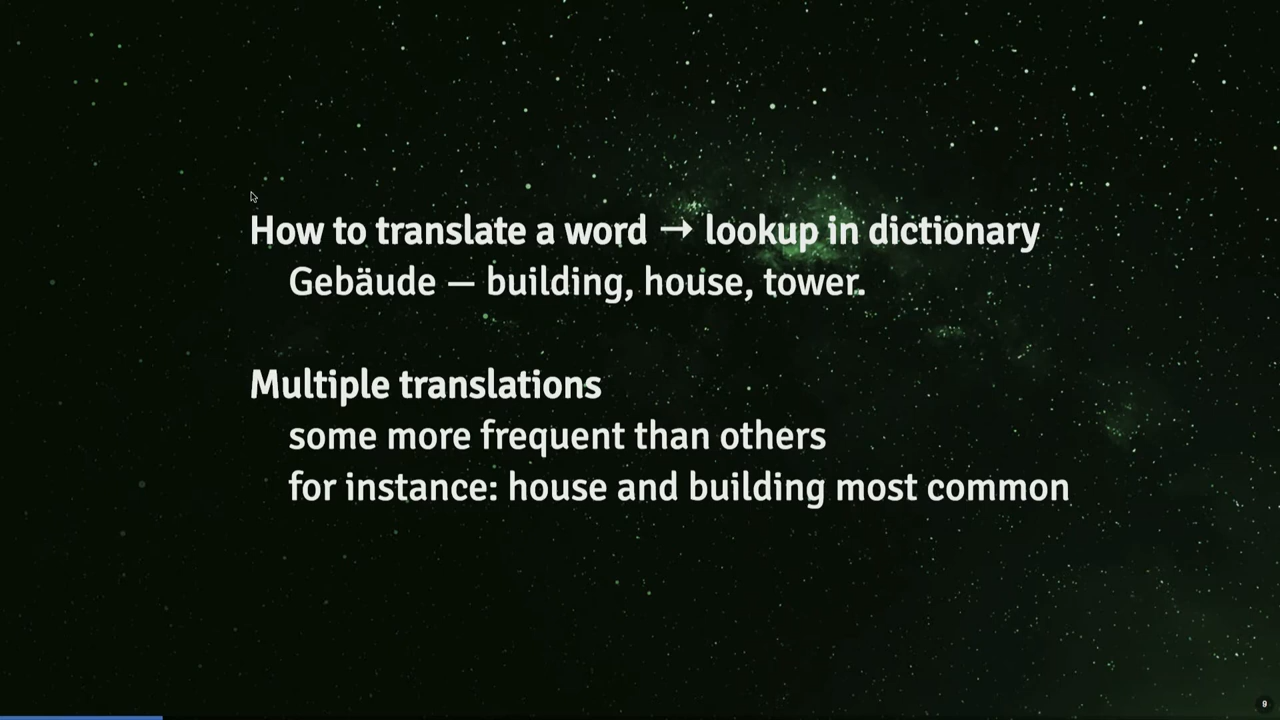 How to translate a word → lookup in dictionary
Gebäude — building, house, tower.
Multiple translations
some more frequent than others
for instance: house and building most common
9